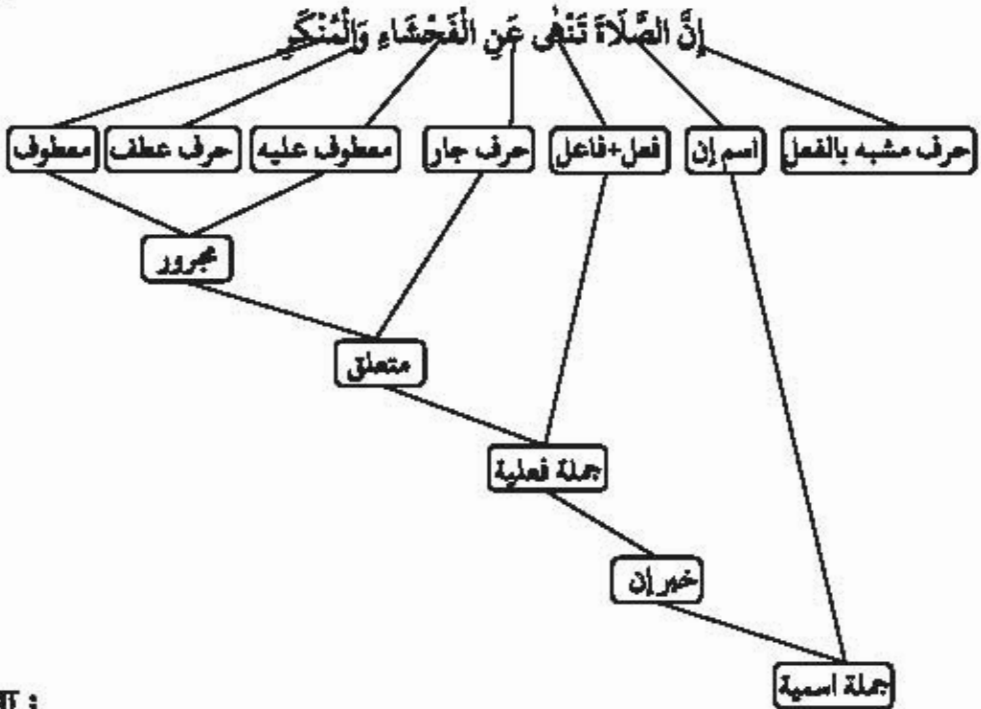 إِنَّ الصَّلَاةَ تَنْهٰى عَنِ الْفَحْشَاءِ وَالْمُنْكَرِ
حرف مشبه بالفعل اسم إن فعل+فاعل حرف جار معطوف عليه حرف عطف معطوف
مجرور
متعلق
جملة فعلية
خبر إن
جملة اسمية